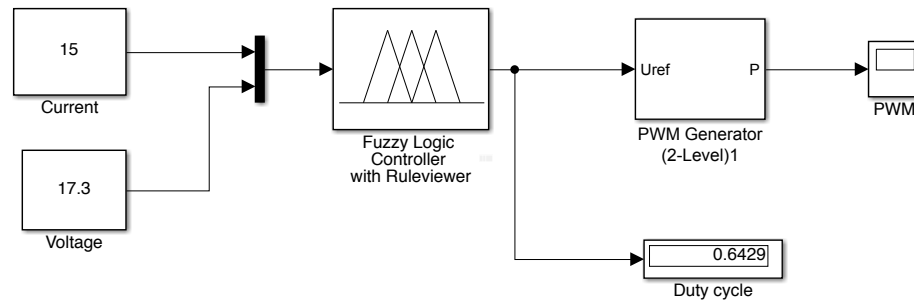 15
Current
17.3
Voltage
Fuzzy Logic
Controller
with Ruleviewer
Uref
P
PWM Generator
(2-Level)1
PWM
0.6429
Duty cycle